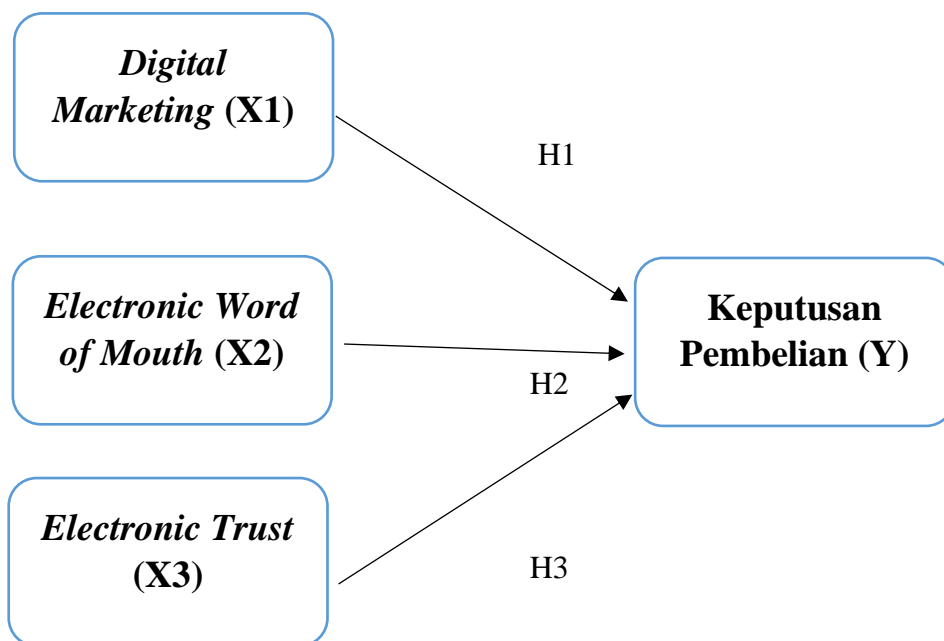 Digital
Marketing (X1)
H1
Electronic Word
of Mouth (X2)
Keputusan
Pembelian (Y)
H2
Electronic Trust
(X3)
H3